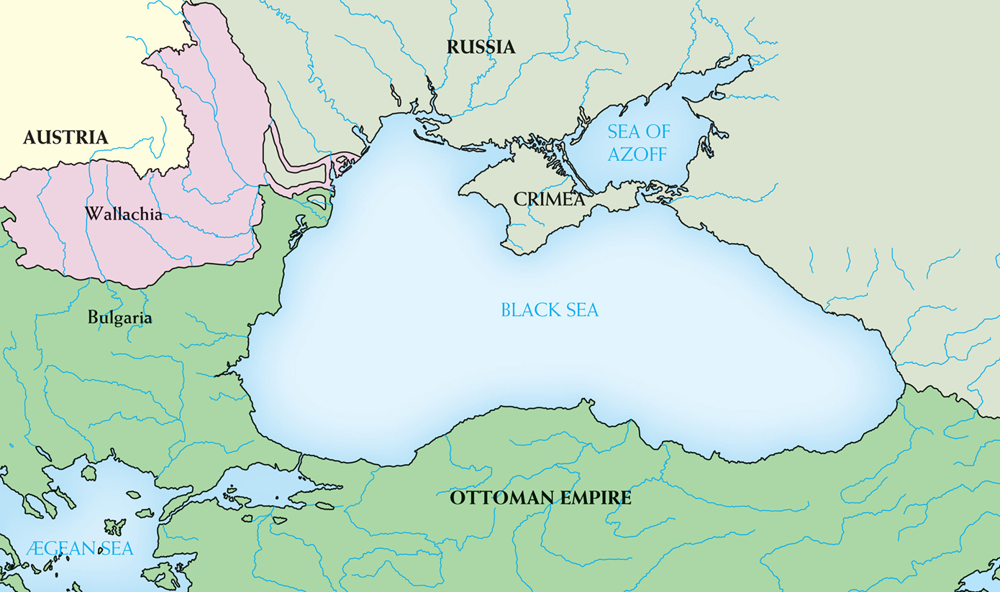 RUSSIA
AUSTRIA
SEA OF
AZOFF
CRIMEA
Wallachia
BLACK SEA
Bulgaria
OTTOMAN EMPIRE
ÆGEAN SEA